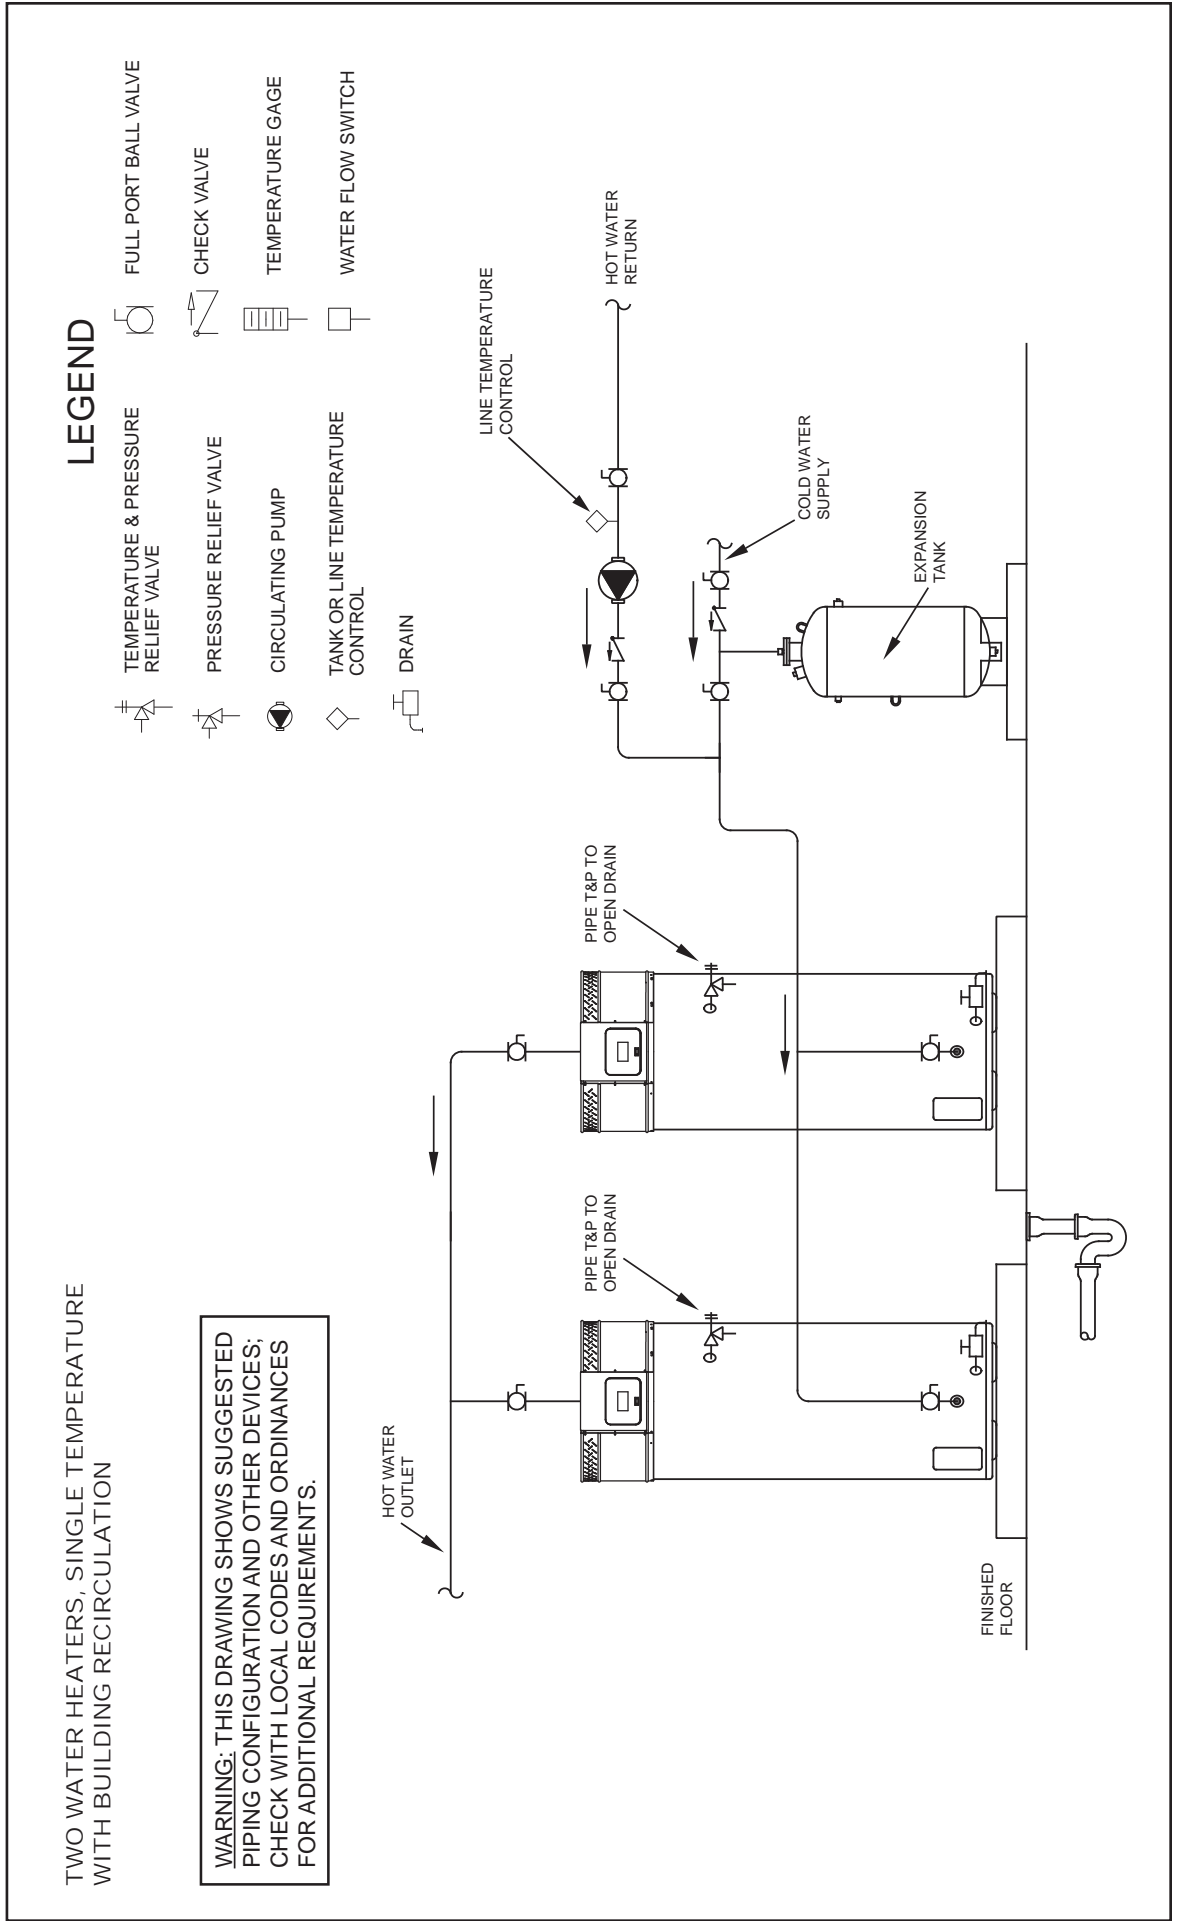 TWO WATER HEATERS, SINGLE TEMPERATURE
WITH BUILDING RECIRCULATION
WARNING: THIS DRAWING SHOWS SUGGESTED
PIPING CONFIGURATION AND OTHER DEVICES;
CHECK WITH LOCAL CODES AND ORDINANCES
FOR ADDITIONAL REQUIREMENTS.
LEGEND
TEMPERATURE & PRESSURE
RELIEF VALVE
PRESSURE RELIEF VALVE
CIRCULATING PUMP
TANK OR LINE TEMPERATURE
CONTROL
DRAIN
FULL PORT BALL VALVE
CHECK VALVE
TEMPERATURE GAGE
WATER FLOW SWITCH
HOT WATER
OUTLET
PIPE T&P TO
OPEN DRAIN
PIPE T&P TO
OPEN DRAIN
LINE TEMPERATURE
CONTROL
HOT WATER
RETURN
COLD WATER
SUPPLY
EXPANSION
TANK
FINISHED
FLOOR